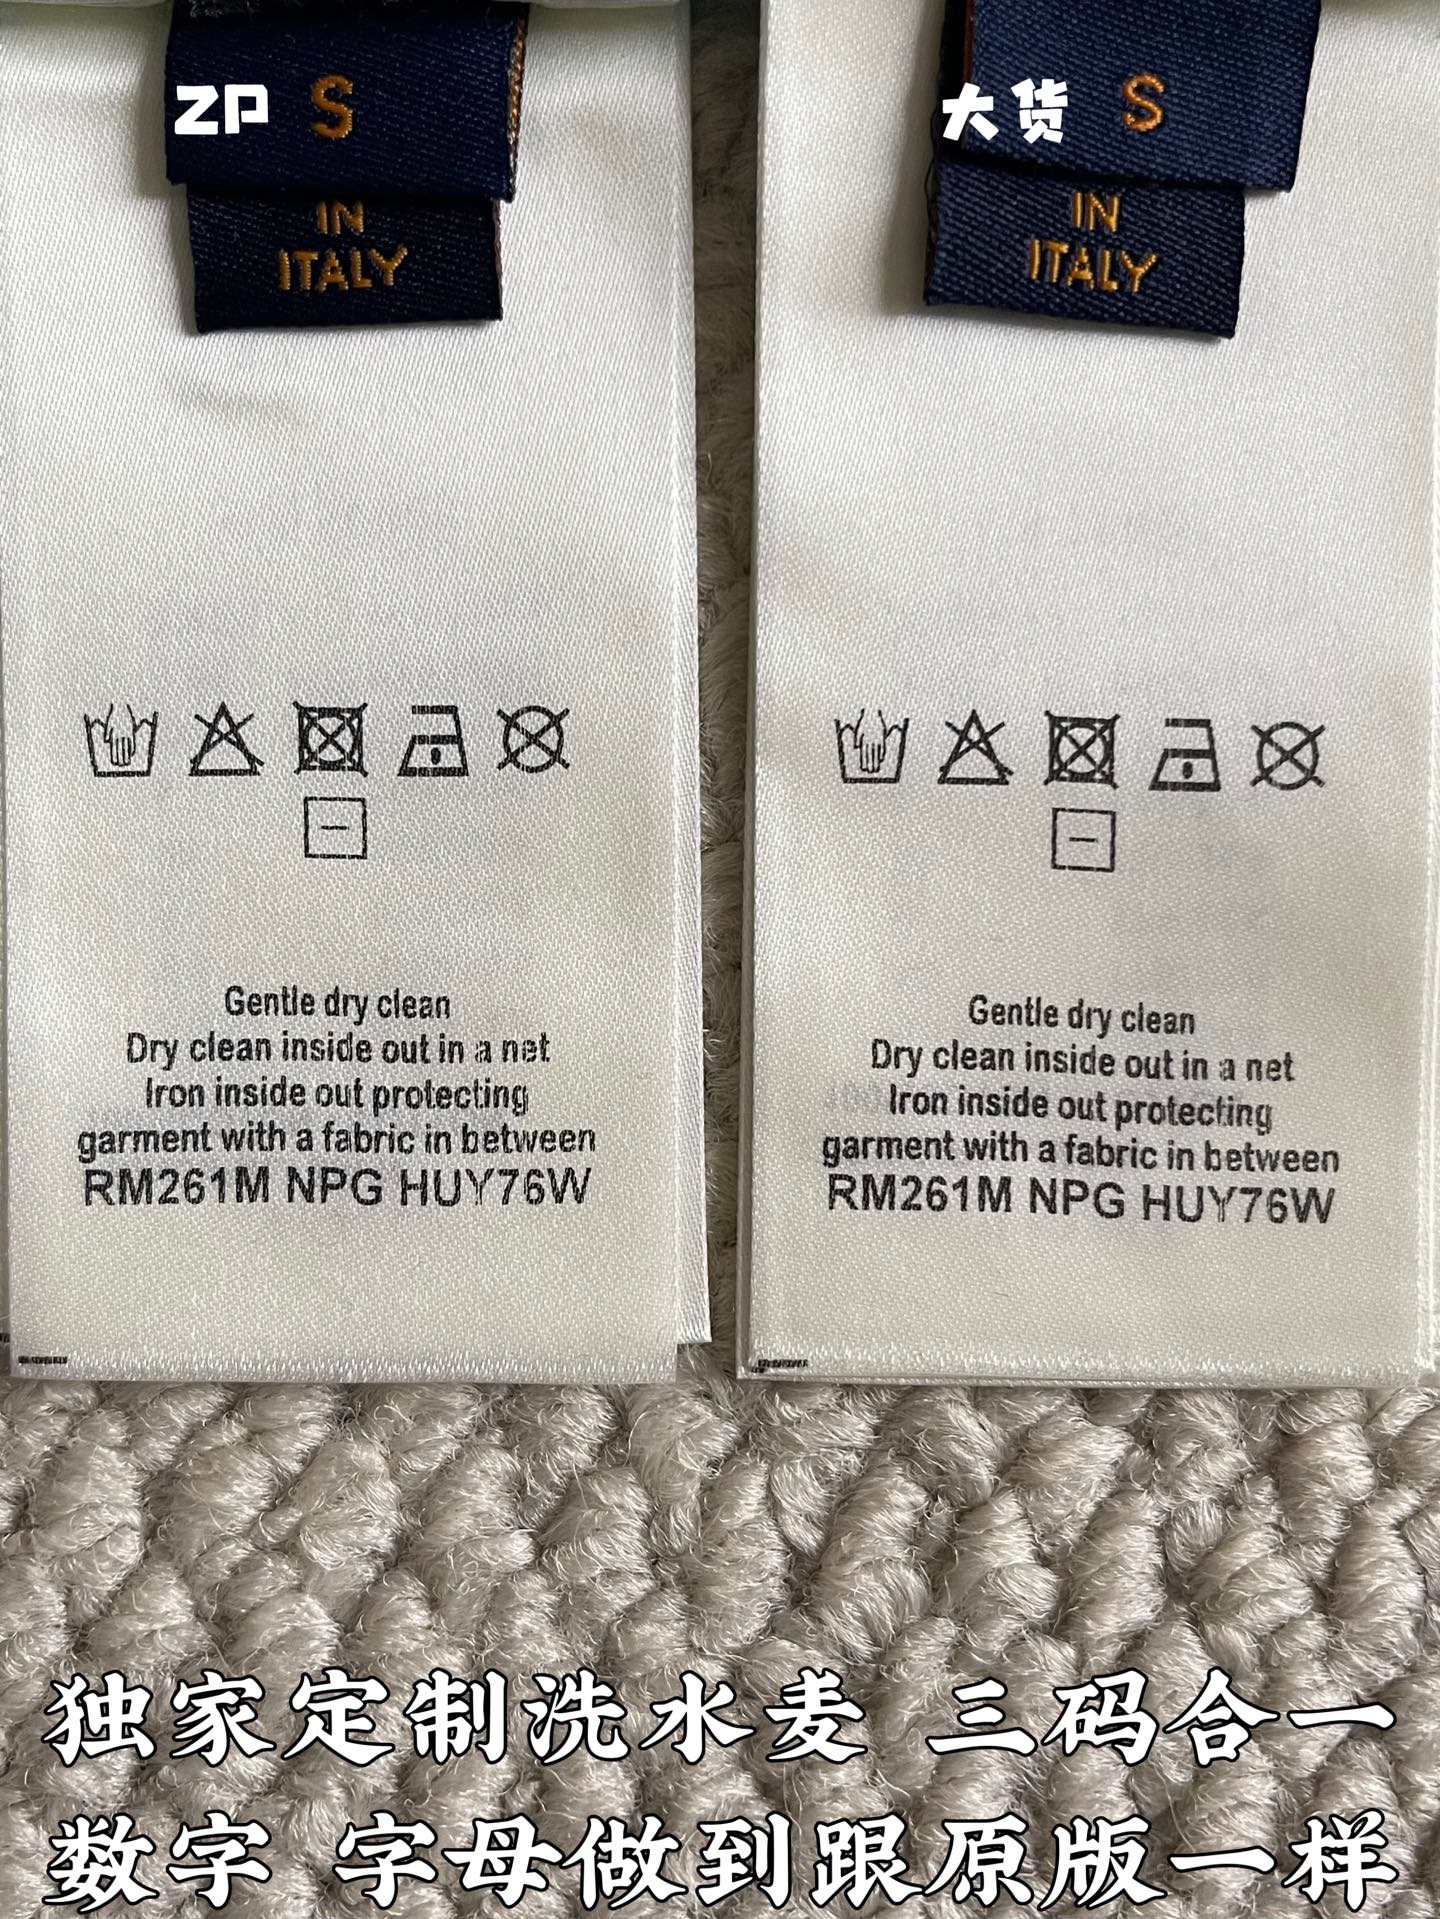 ZP S
IN
ITALY
Gentle dry clean
Dry clean inside out in a net
Iron inside out protecting
garment with a fabric in between
RM261M NPG HUY76W
大货 S
IN
ITALY
Gentle dry clean
Dry clean inside out in a net
Iron inside out protecting
garment with a fabric in between
RM261M NPG HUY76W
独家定制洗水麦 三码合一
数字 字母做到跟原版一样